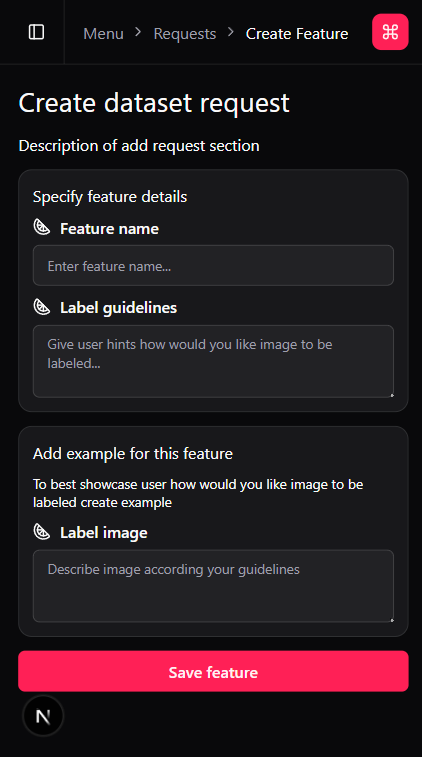 Menu > Requests > Create Feature
Create dataset request
Description of add request section
Specify feature details
Feature name
Enter feature name...
Label guidelines
Give user hints how would you like image to be
labeled...
Add example for this feature
To best showcase user how would you like image to be
labeled create example
Label image
Describe image according your guidelines
Save feature
N